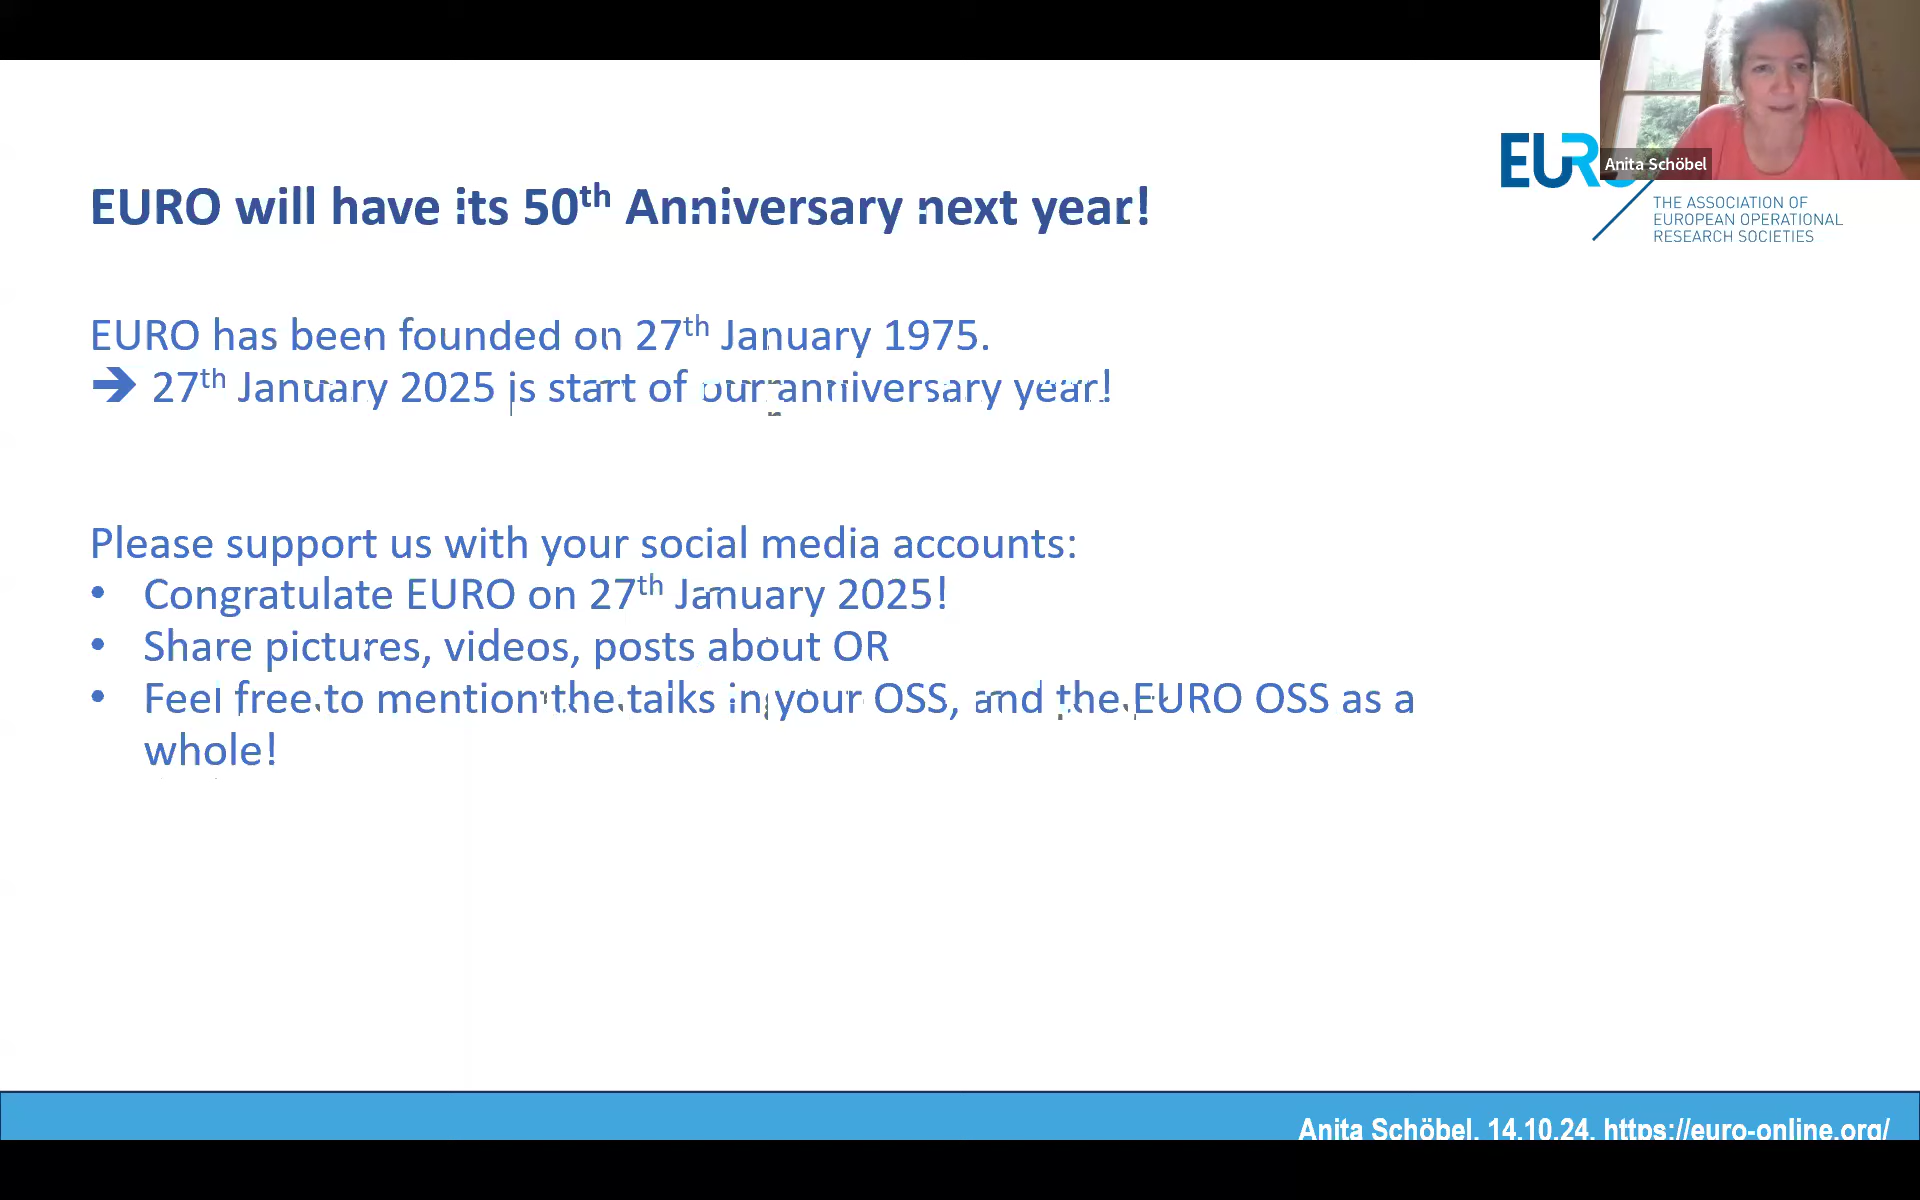 Anita Schöbel
THE ASSOCIATION OF
EUROPEAN OPERATIONAL
RESEARCH SOCIETIES
EURO will have its 50th Anniversary next year!
EURO has been founded on 27th January 1975.
➔ 27th January 2025 is start of our anniversary year!
Please support us with your social media accounts:
• Congratulate EURO on 27th January 2025!
• Share pictures, videos, posts about OR
• Feel free to mention the talks in your OSS, and the EURO OSS as a
whole!
Anita Schöbel, 14.10.24, https://euro-online.org/